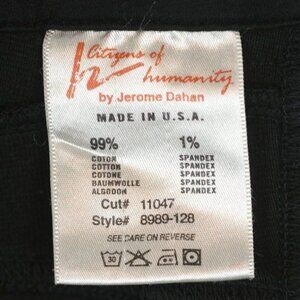 Citizens of
humanity
by Jerome Dahan
MADE IN U.S.A.
99% 1%
COTON SPANDEX
COTTON SPANDEX
COTONE SPANDEX
BAUMWOLLE SPANDEX
ALGODON SPANDEX
Cut# 11047
Style# 8989-128
SEE CARE ON REVERSE
30